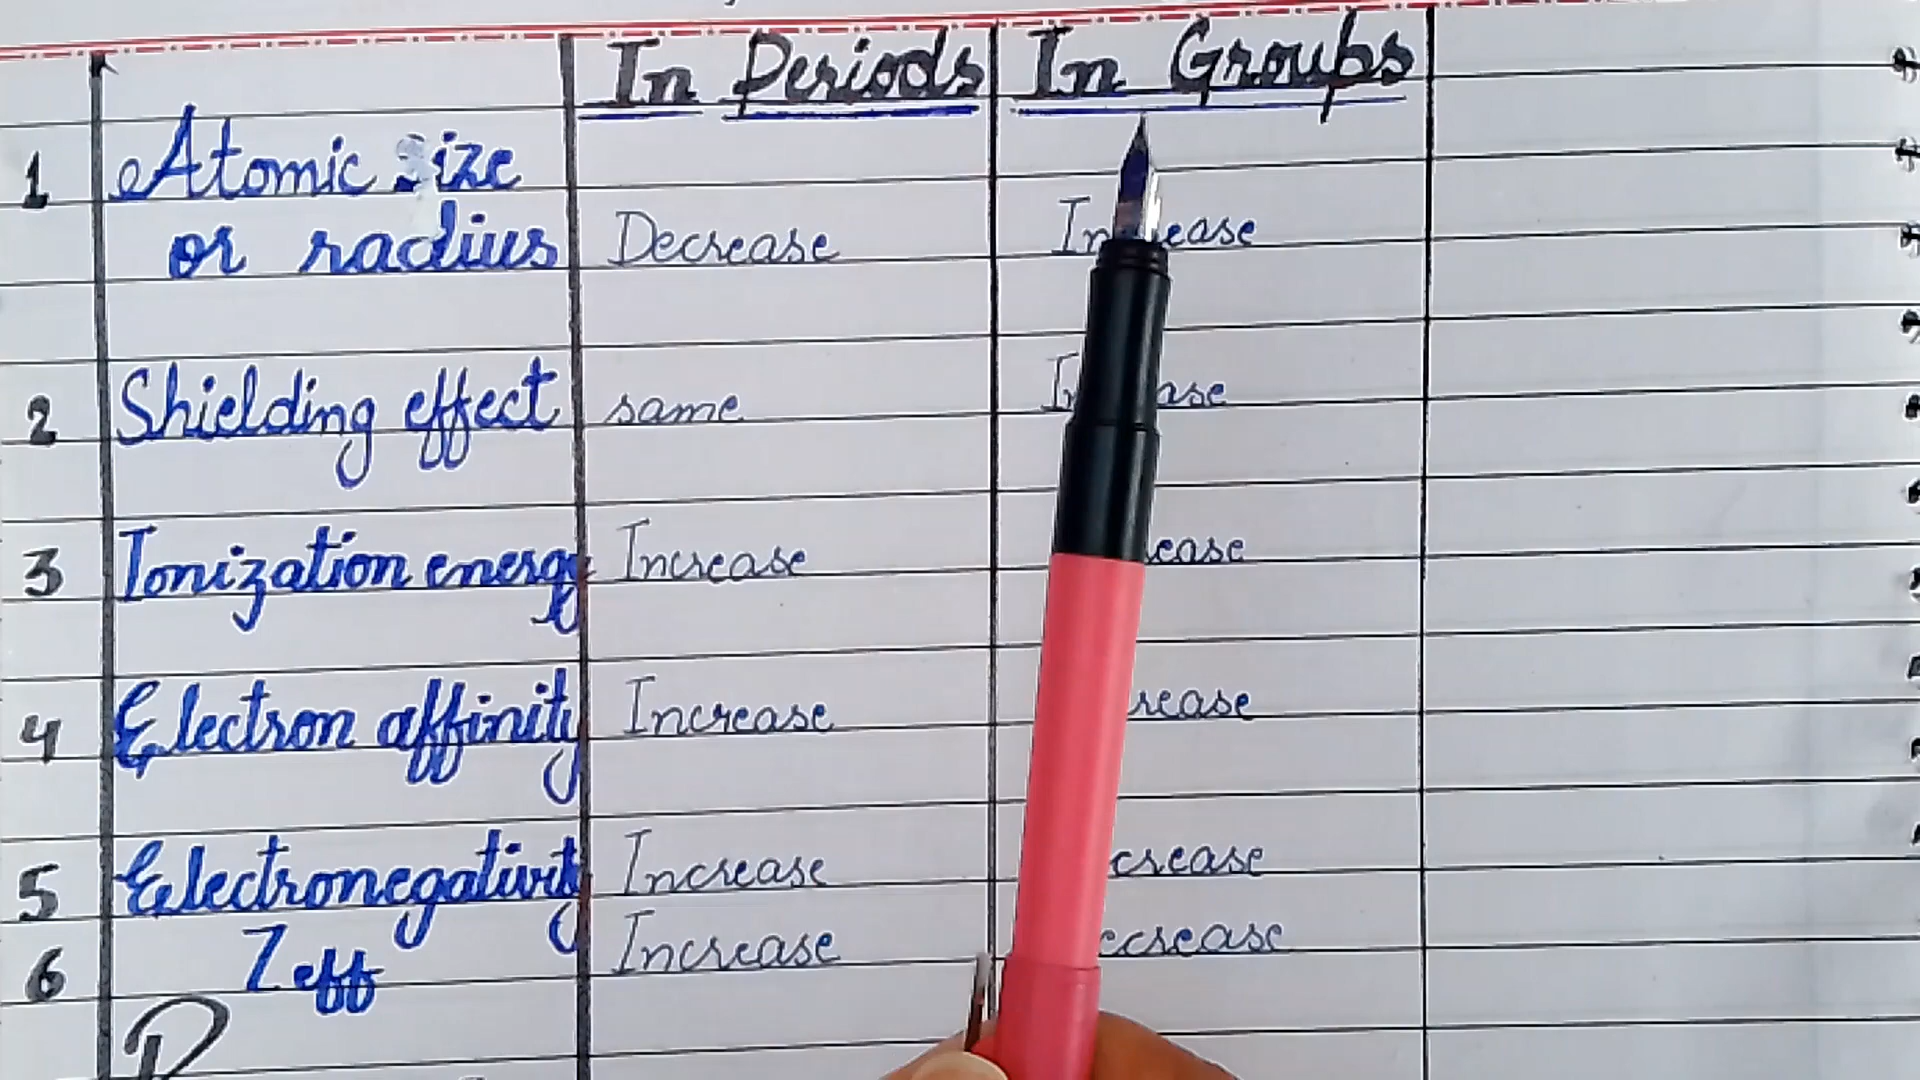 In Periods In Groups
1 Atomic size
or radius Decrease
2 Shielding effect same
3 Ionization energy Increase
4 Electron affinity Increase
5 Electronegativity Increase
6 Zeff Increase